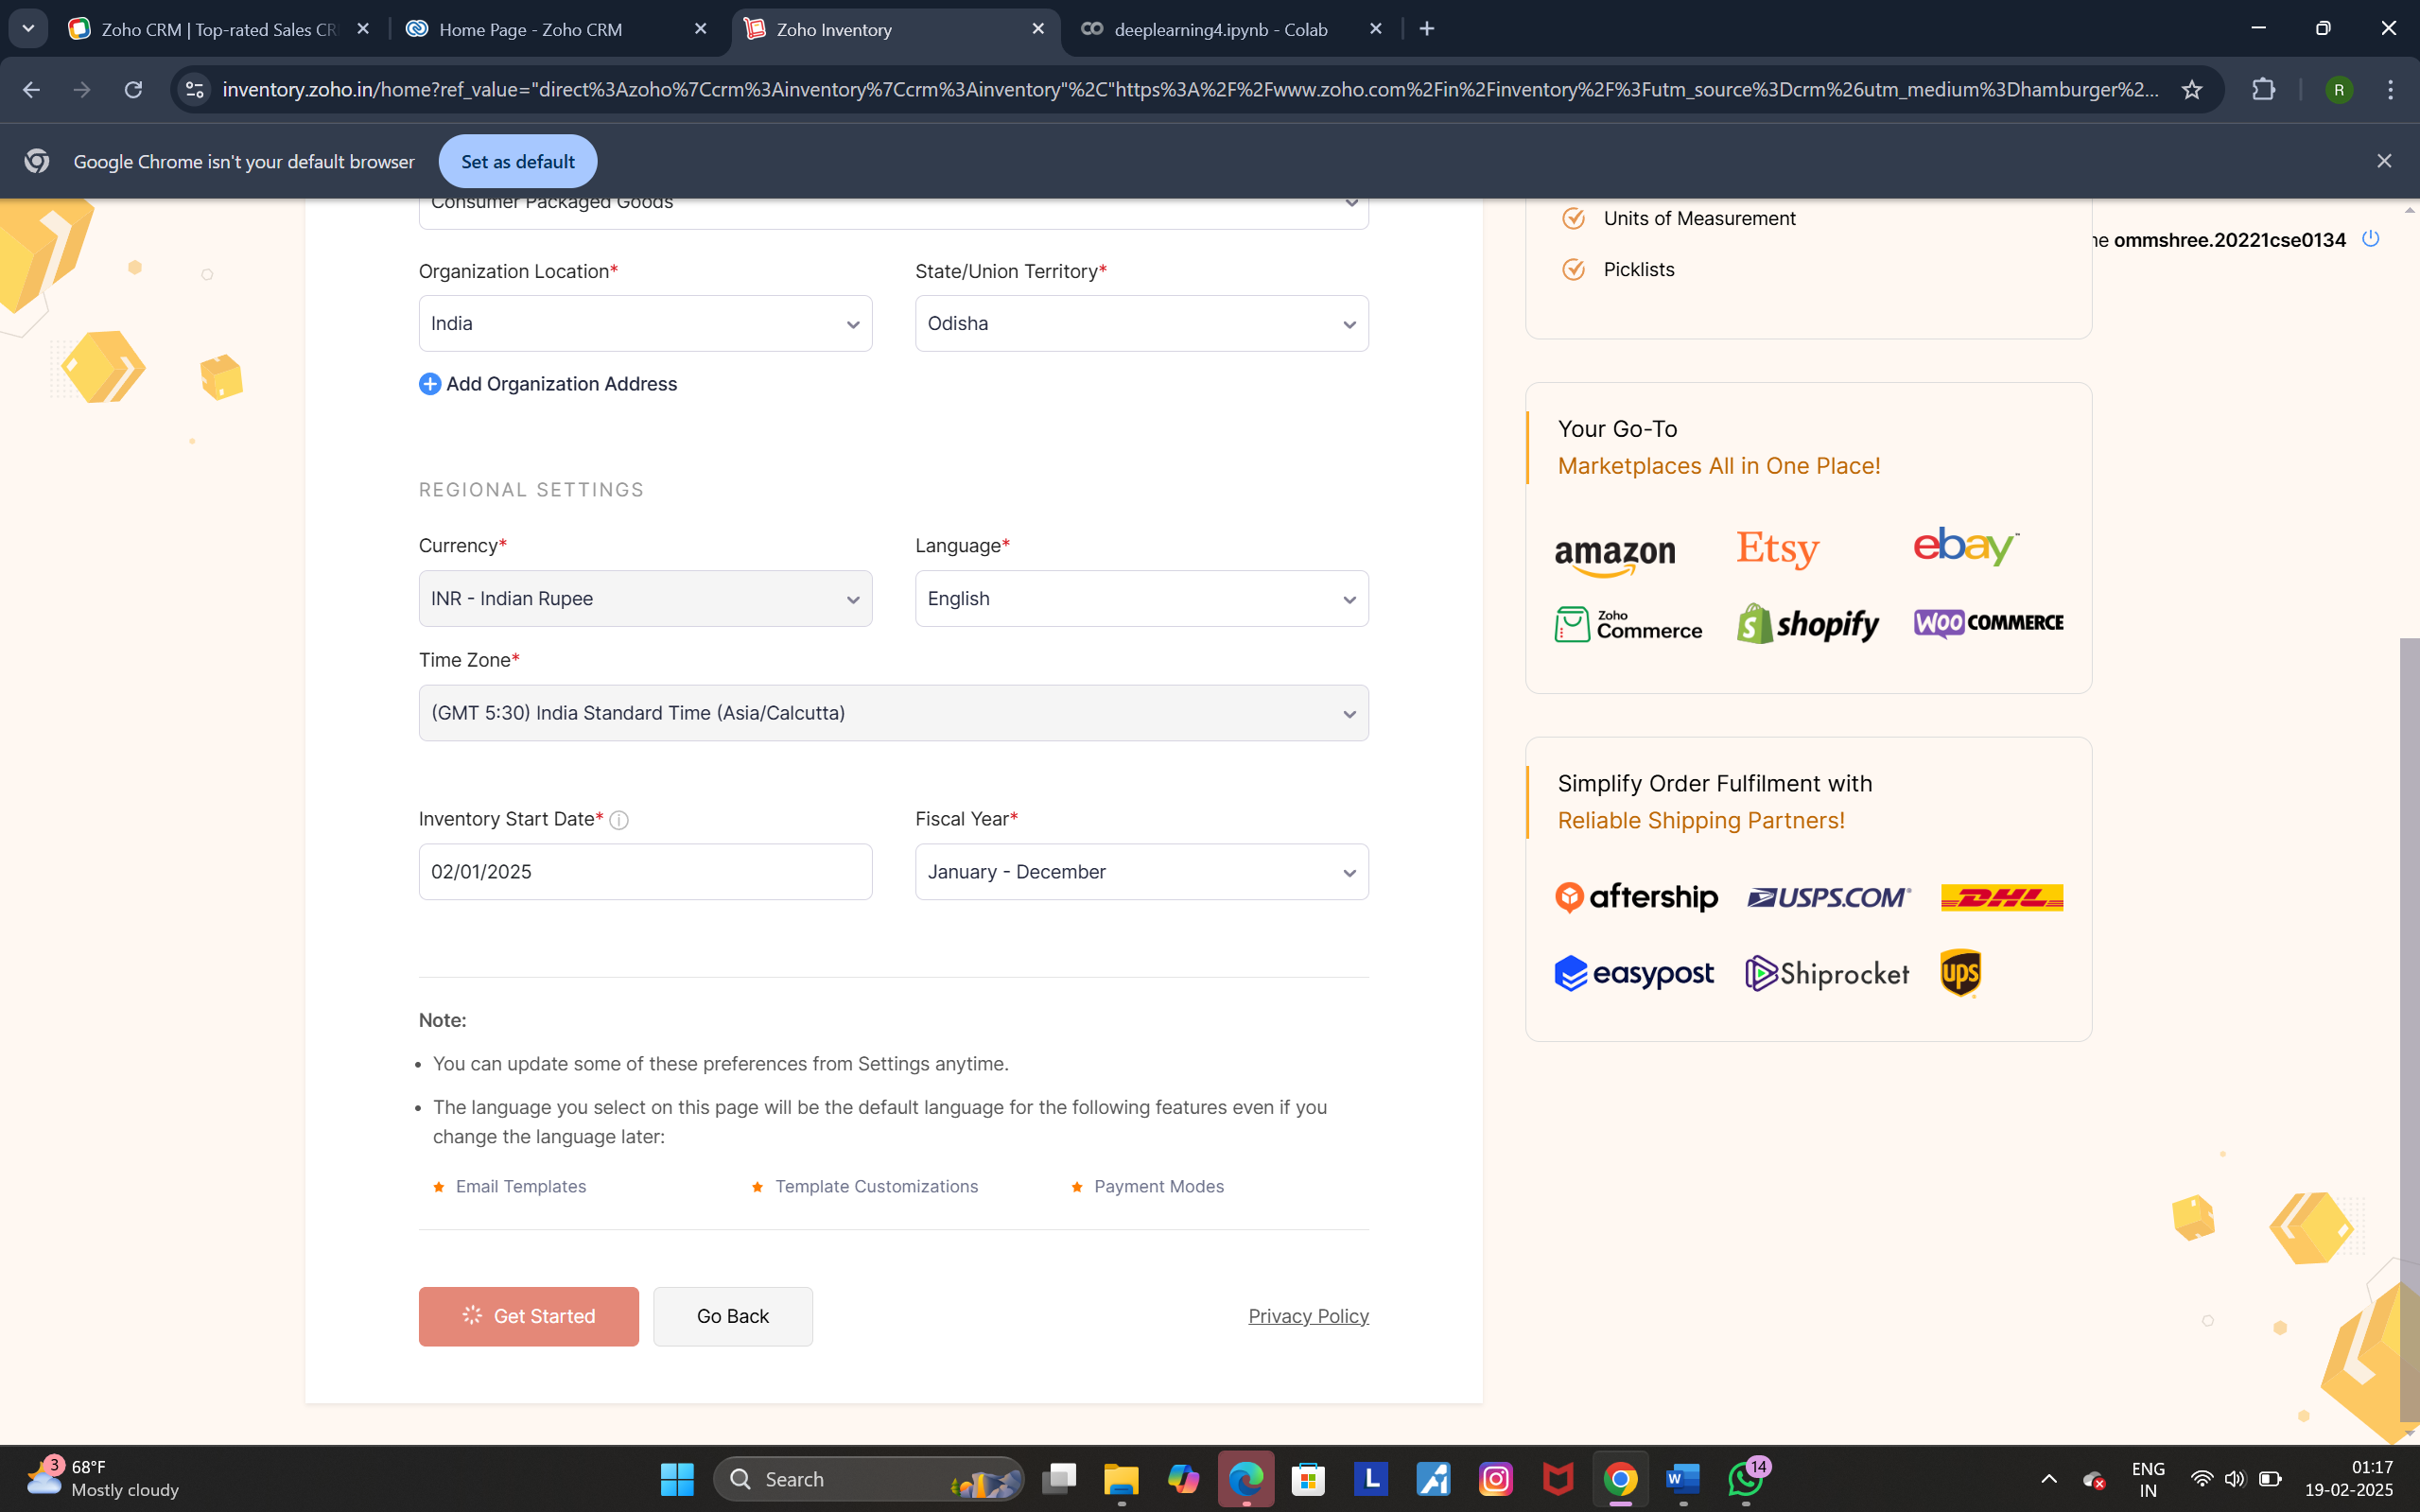 Zoho CRM | Top-rated Sales CR
Home Page - Zoho CRM
Zoho Inventory
deeplearning4.ipynb - Colab
inventory.zoho.in/home?ref_value="direct%3Azoho%7Ccrm%3Ainventory%7Ccrm%3Ainventory"%2C"https%3A%2F%2Fwww.zoho.com%2Fin%2Finventory%2F%3Futm_source%3Dcrm%26utm_medium%3Dhamburger%2...
R
Google Chrome isn't your default browser
Set as default
Consumer Packaged Goods
Organization Location*
State/Union Territory*
India
Odisha
Add Organization Address
REGIONAL SETTINGS
Currency*
Language*
INR - Indian Rupee
English
Time Zone*
(GMT 5:30) India Standard Time (Asia/Calcutta)
Inventory Start Date*
Fiscal Year*
02/01/2025
January - December
Note:
You can update some of these preferences from Settings anytime.
The language you select on this page will be the default language for the following features even if you
change the language later:
Email Templates
Template Customizations
Payment Modes
Get Started
Go Back
Privacy Policy
Units of Measurement
Picklists
ommshree.20221cse0134
Your Go-To
Marketplaces All in One Place!
amazon
Etsy
ebay™
Zoho
Commerce
shopify
WOO COMMERCE
Simplify Order Fulfilment with
Reliable Shipping Partners!
aftership
USPS.COM®
DHL
easypost
Shiprocket
ups
3
68°F
Mostly cloudy
Search
L
W
14
ENG
IN
01:17
19-02-2025